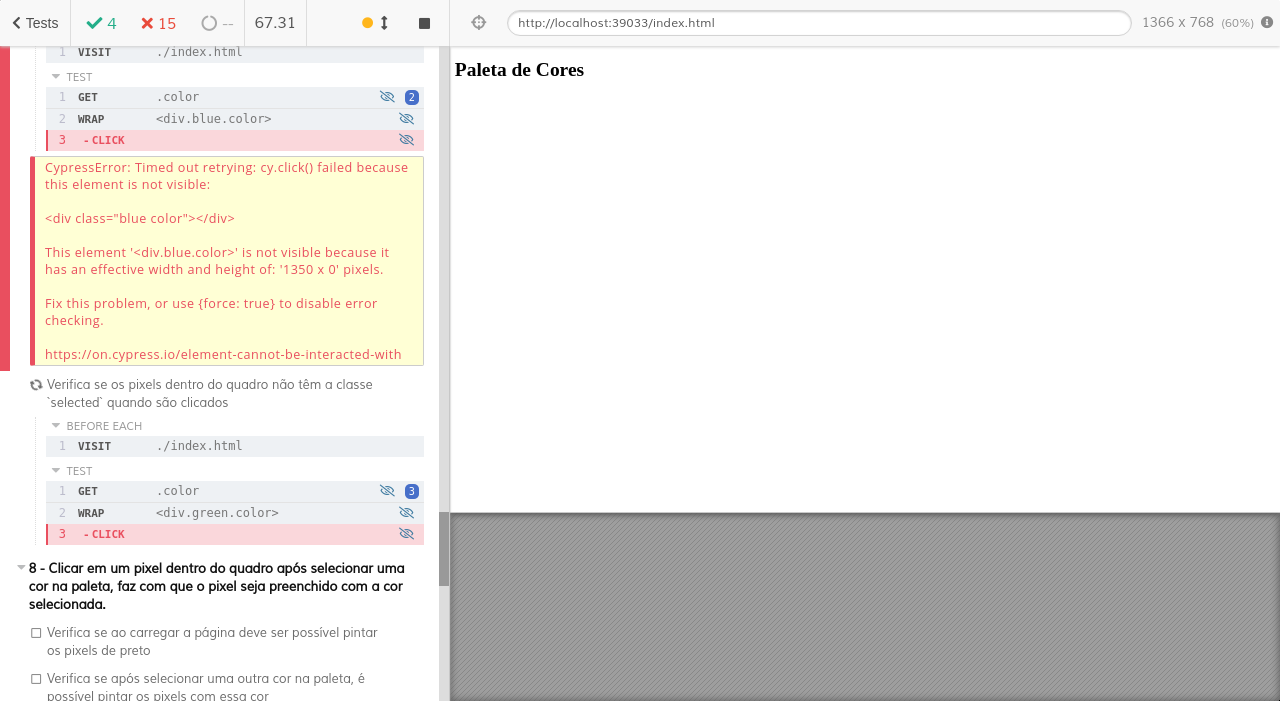 Tests 4 15 -- 67.31 http://localhost:39033/index.html 1366 x 768 (60%)
1 VISIT ./index.html
TEST
1 GET .color 2
2 WRAP <div.blue.color>
3 - CLICK
CypressError: Timed out retrying: cy.click() failed because
this element is not visible:
<div class="blue color"></div>
This element '<div.blue.color>' is not visible because it
has an effective width and height of: '1350 x 0' pixels.
Fix this problem, or use {force: true} to disable error
checking.
https://on.cypress.io/element-cannot-be-interacted-with
Verifica se os pixels dentro do quadro não têm a classe
`selected` quando são clicados
BEFORE EACH
1 VISIT ./index.html
TEST
1 GET .color 3
2 WRAP <div.green.color>
3 - CLICK
8 - Clicar em um pixel dentro do quadro após selecionar uma
cor na paleta, faz com que o pixel seja preenchido com a cor
selecionada.
Verifica se ao carregar a página deve ser possível pintar
os pixels de preto
Verifica se após selecionar uma outra cor na paleta, é
possível pintar os pixels com essa cor
Paleta de Cores